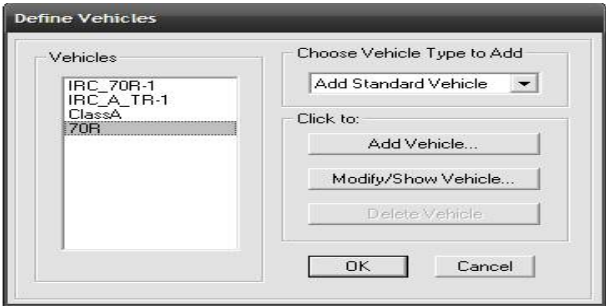 Define Vehicles
Vehicles
IRC_70R-1
IRC_A_TR-1
ClassA
70R
Choose Vehicle Type to Add
Add Standard Vehicle
Click to:
Add Vehicle...
Modify/Show Vehicle...
Delete Vehicle
OK
Cancel